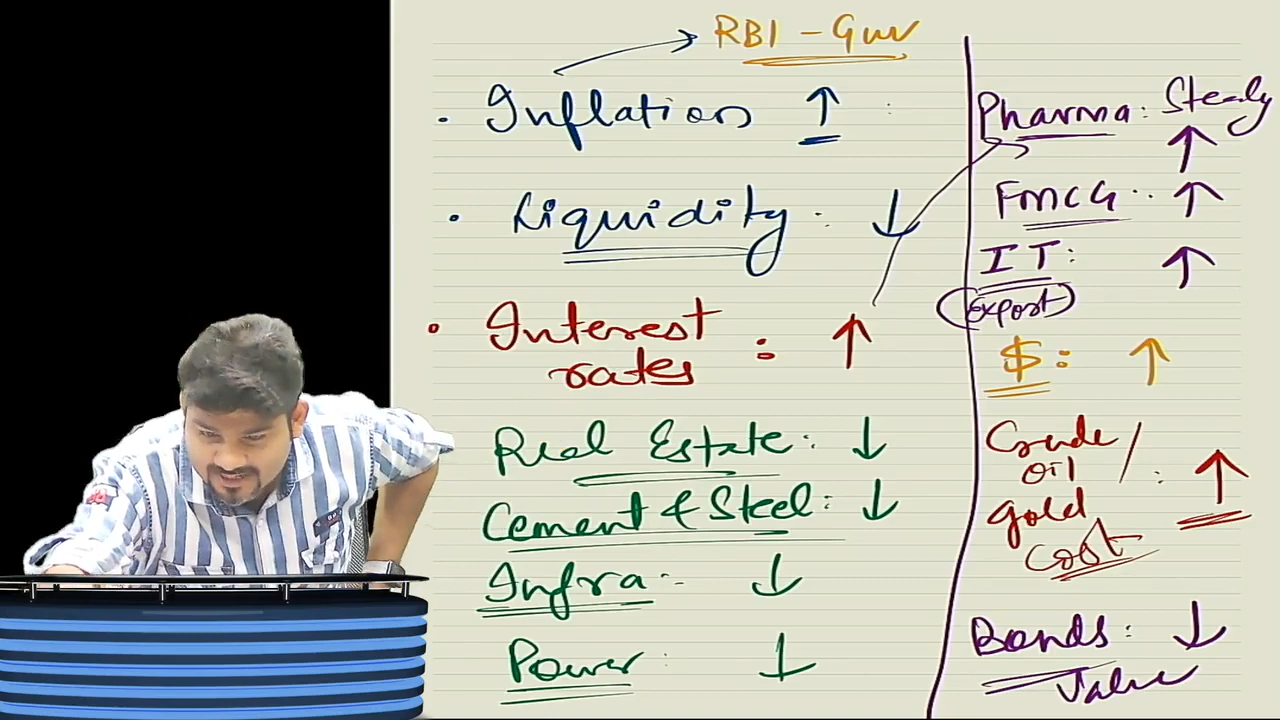 RBI - Guv
• Inflation ↑ :
• Liquidity : ↓
• Interest rates : ↑
Real Estate : ↓
Cement & Steel : ↓
Infra : ↓
Power : ↓
Pharma : Steady ↑
FMCG : ↑
IT : ↑
(export)
$ : ↑
Crude oil / : ↑
Gold
cost
Bonds : ↓
Value